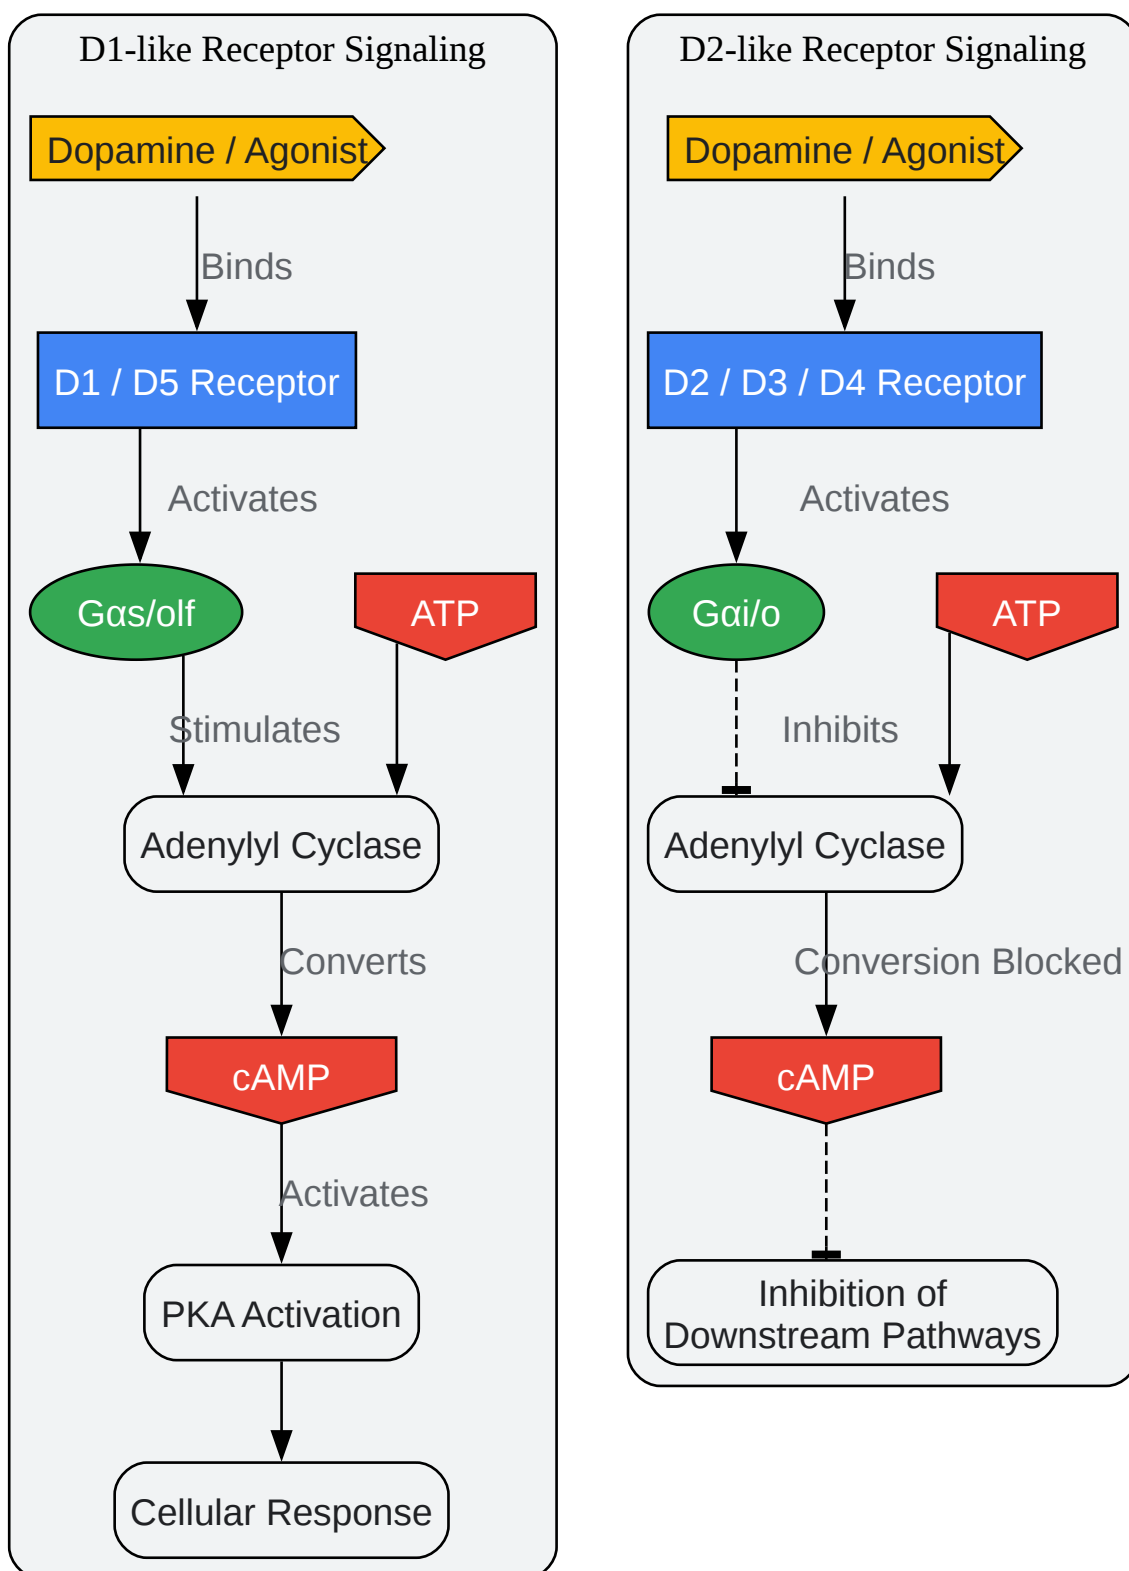 D1-like Receptor Signaling
Dopamine / Agonist
Binds
D1 / D5 Receptor
Activates
Gαs/olf
ATP
Stimulates
Adenylyl Cyclase
Converts
cAMP
Activates
PKA Activation
Cellular Response
D2-like Receptor Signaling
Dopamine / Agonist
Binds
D2 / D3 / D4 Receptor
Activates
Gαi/o
ATP
Inhibits
Adenylyl Cyclase
Conversion Blocked
cAMP
Inhibition of
Downstream Pathways